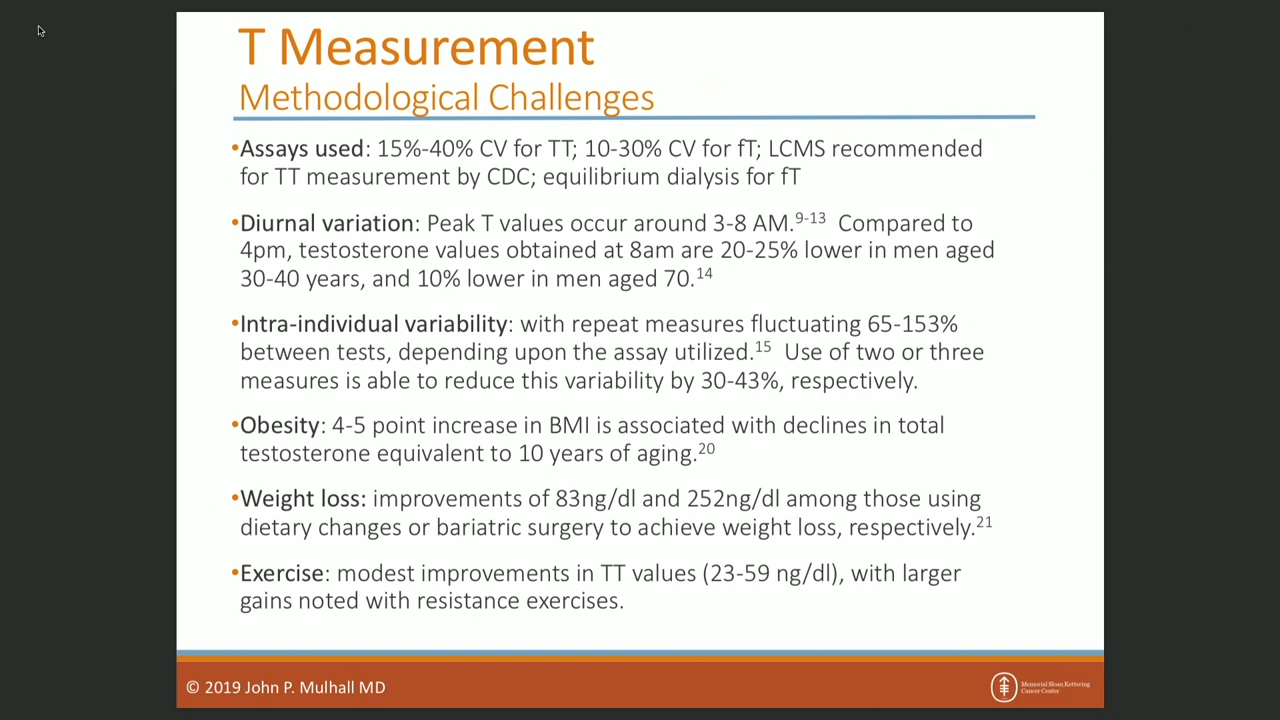 T Measurement
Methodological Challenges
•Assays used: 15%-40% CV for TT; 10-30% CV for fT; LCMS recommended
for TT measurement by CDC; equilibrium dialysis for fT
•Diurnal variation: Peak T values occur around 3-8 AM.9-13 Compared to
4pm, testosterone values obtained at 8am are 20-25% lower in men aged
30-40 years, and 10% lower in men aged 70.14
•Intra-individual variability: with repeat measures fluctuating 65-153%
between tests, depending upon the assay utilized.15 Use of two or three
measures is able to reduce this variability by 30-43%, respectively.
•Obesity: 4-5 point increase in BMI is associated with declines in total
testosterone equivalent to 10 years of aging.20
•Weight loss: improvements of 83ng/dl and 252ng/dl among those using
dietary changes or bariatric surgery to achieve weight loss, respectively.21
•Exercise: modest improvements in TT values (23-59 ng/dl), with larger
gains noted with resistance exercises.
© 2019 John P. Mulhall MD
Memorial Sloan Kettering
Cancer Center